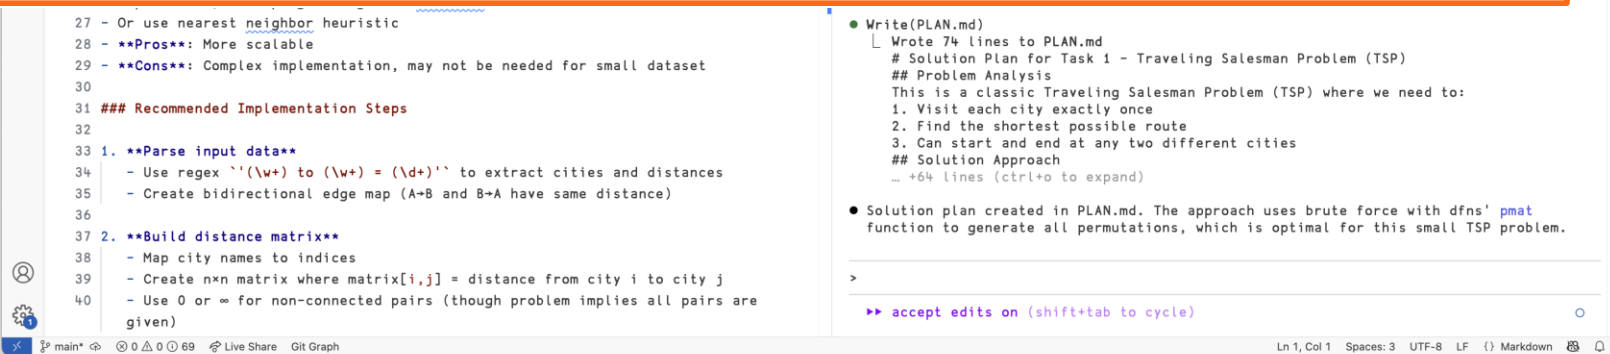 27 - Or use nearest neighbor heuristic
28 - **Pros**: More scalable
29 - **Cons**: Complex implementation, may not be needed for small dataset
30
31 ### Recommended Implementation Steps
32
33 1. **Parse input data**
34 - Use regex `'(\w+) to (\w+) = (\d+)'` to extract cities and distances
35 - Create bidirectional edge map (A→B and B→A have same distance)
36
37 2. **Build distance matrix**
38 - Map city names to indices
39 - Create n×n matrix where matrix[i,j] = distance from city i to city j
40 - Use 0 or ∞ for non-connected pairs (though problem implies all pairs are
given)
● Write(PLAN.md)
⎿ Wrote 74 lines to PLAN.md
# Solution Plan for Task 1 - Traveling Salesman Problem (TSP)
## Problem Analysis
This is a classic Traveling Salesman Problem (TSP) where we need to:
1. Visit each city exactly once
2. Find the shortest possible route
3. Can start and end at any two different cities
## Solution Approach
… +64 lines (ctrl+o to expand)
● Solution plan created in PLAN.md. The approach uses brute force with dfns' pmat
function to generate all permutations, which is optimal for this small TSP problem.
>
▸▸ accept edits on (shift+tab to cycle)
1
main* 0 0 69 Live Share Git Graph
Ln 1, Col 1 Spaces: 3 UTF-8 LF {} Markdown